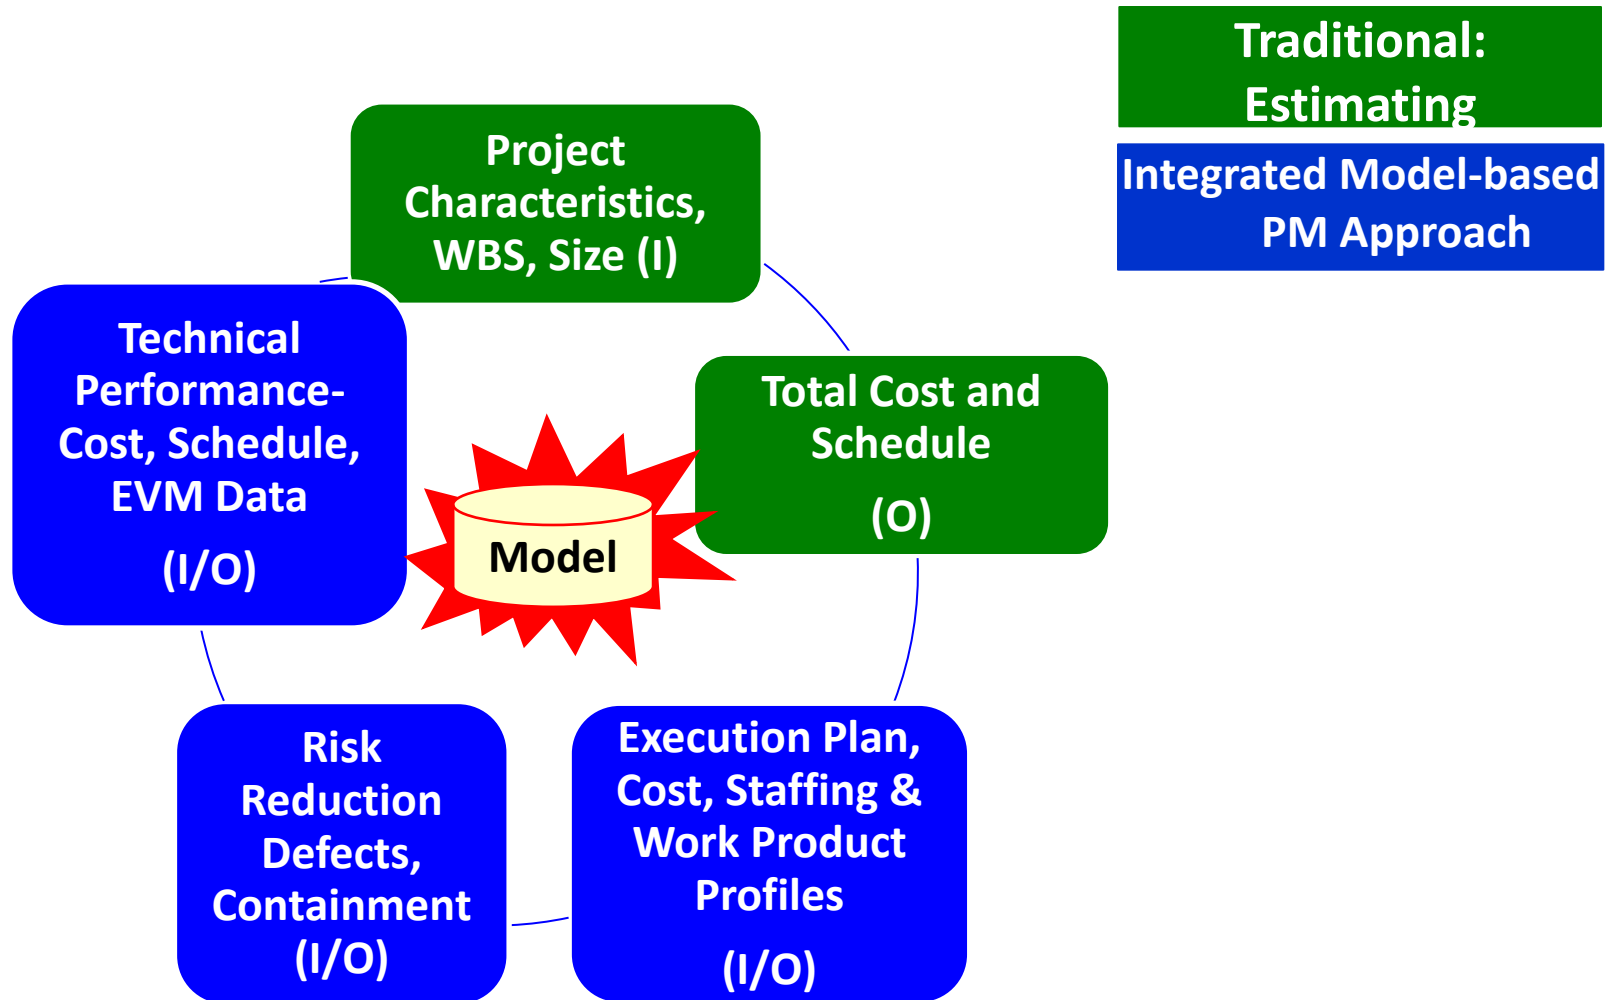 Traditional:
Estimating
Integrated Model-based
PM Approach
Project
Characteristics,
WBS, Size (I)
Total Cost and
Schedule
(O)
Technical
Performance-
Cost, Schedule,
EVM Data
(I/O)
Model
Execution Plan,
Cost, Staffing &
Work Product
Profiles
(I/O)
Risk
Reduction
Defects,
Containment
(I/O)